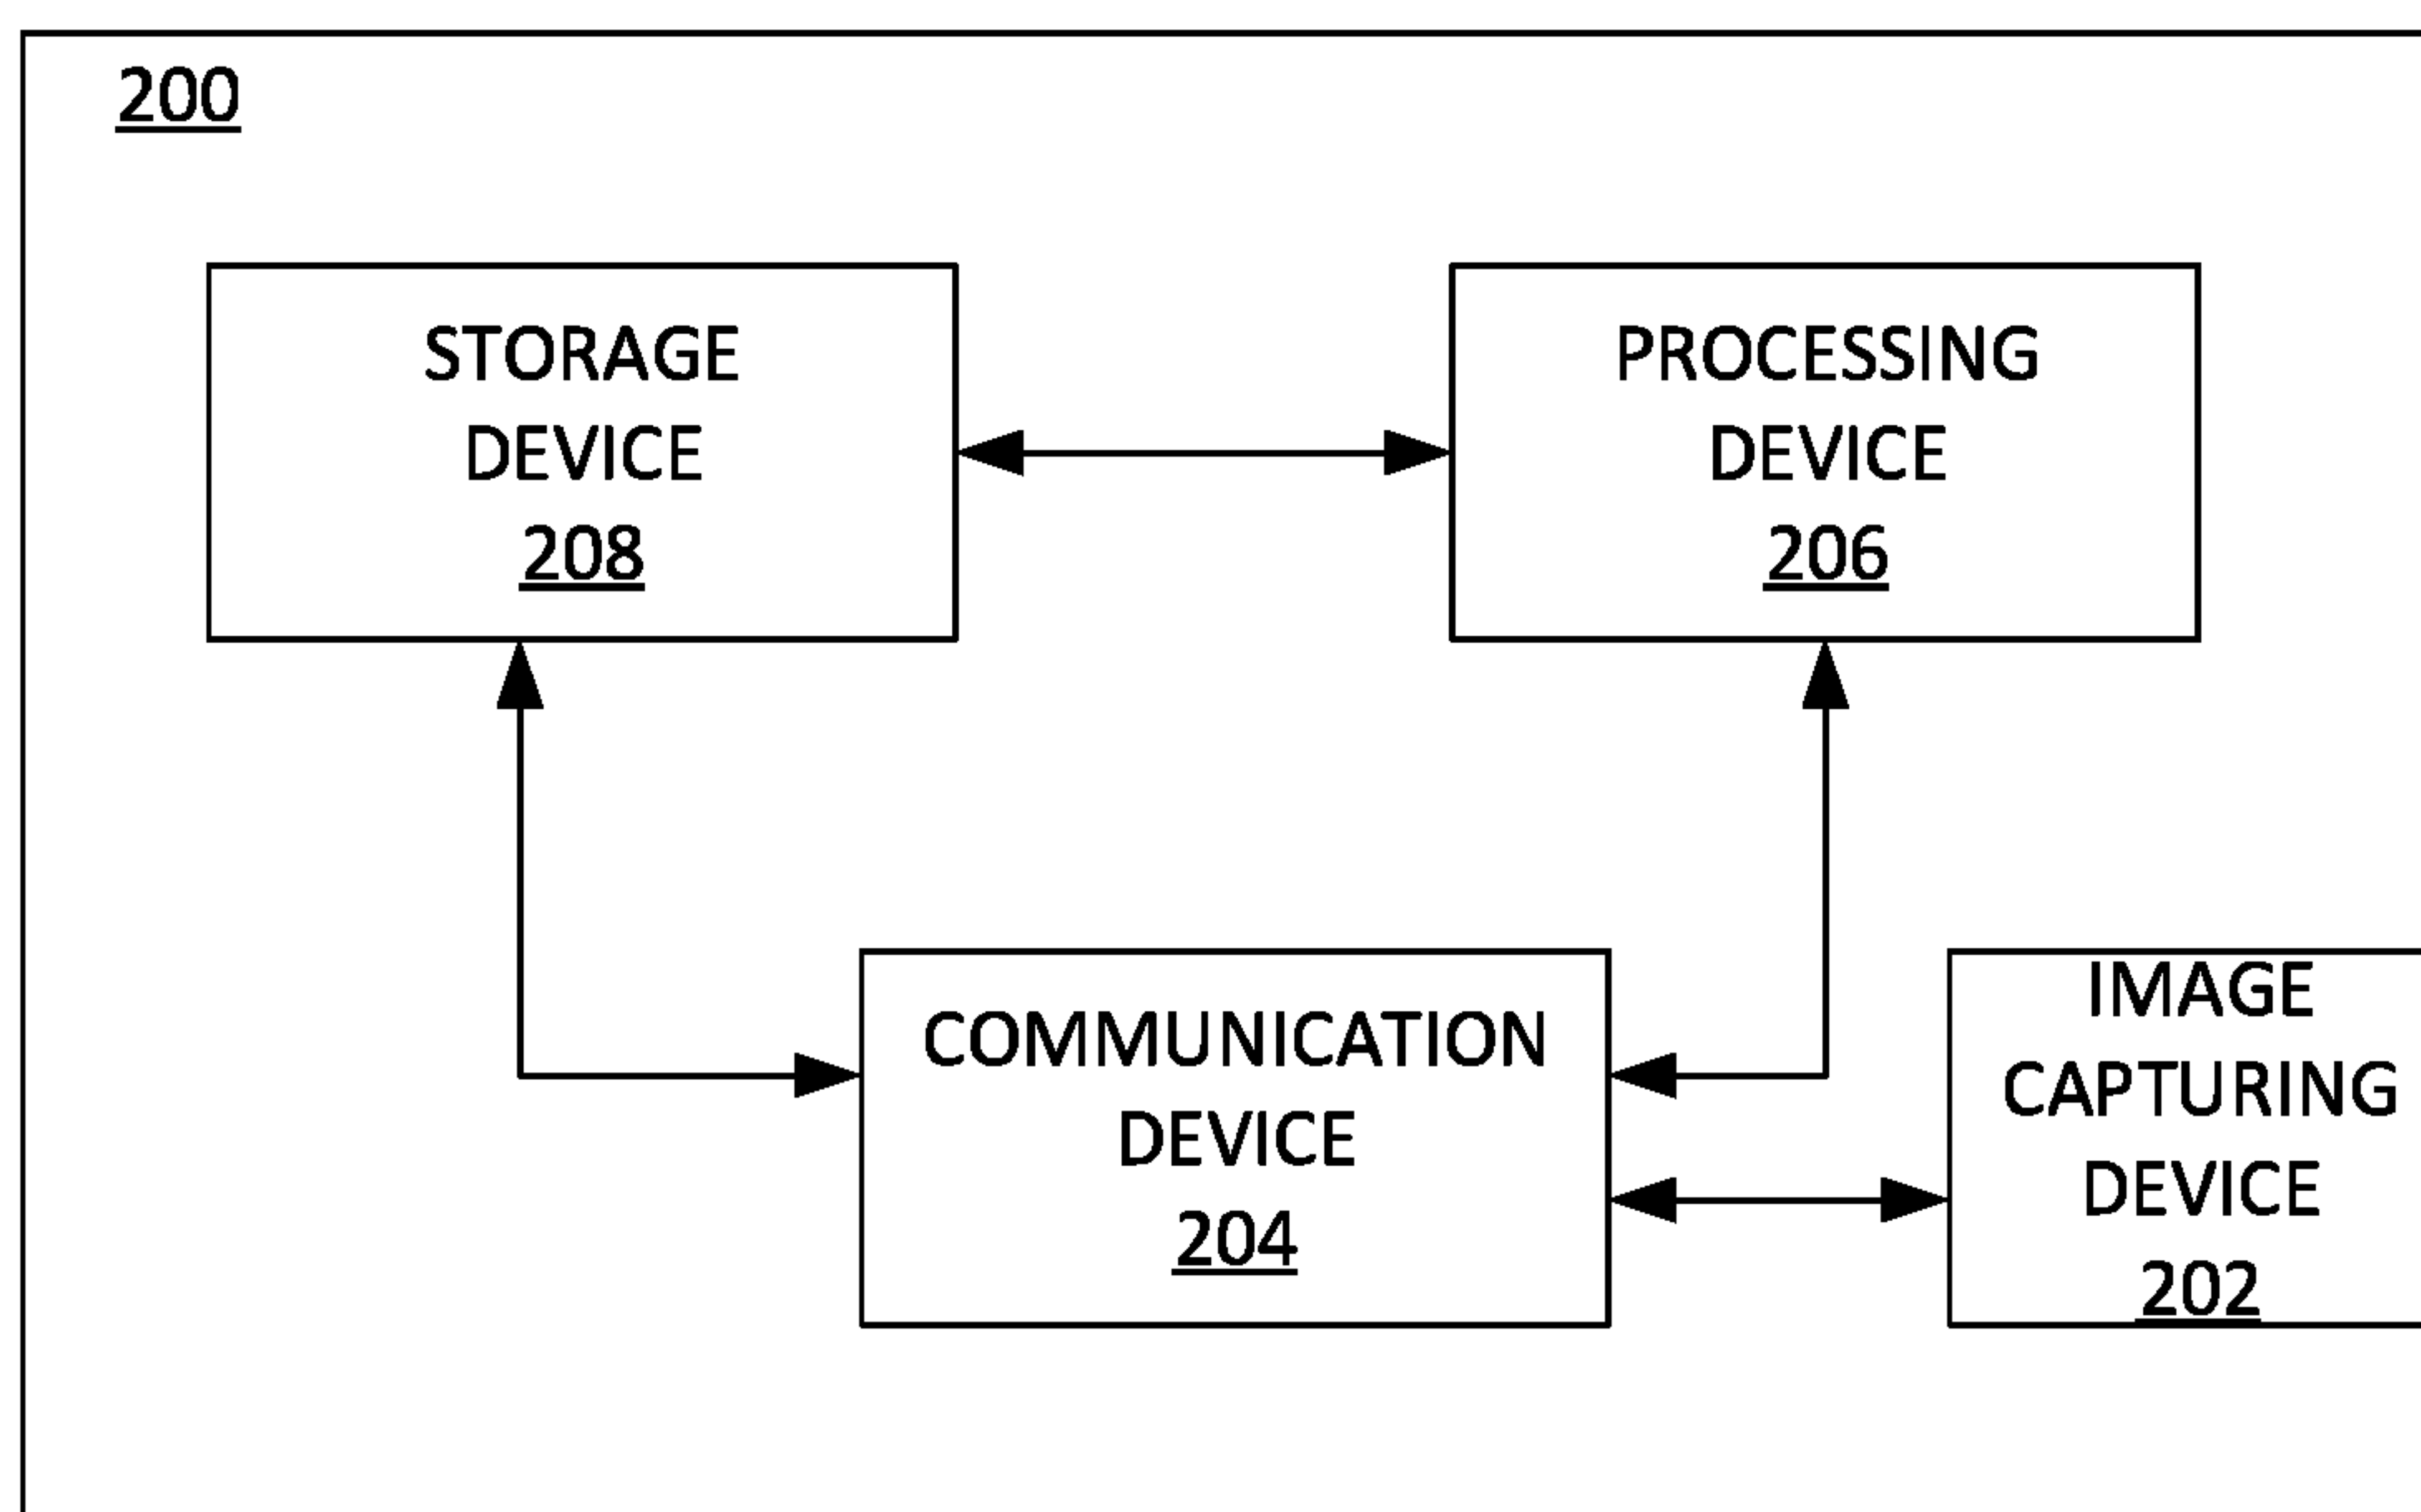 200
STORAGE
DEVICE
208
PROCESSING
DEVICE
206
COMMUNICATION
DEVICE
204
IMAGE
CAPTURING
DEVICE
202